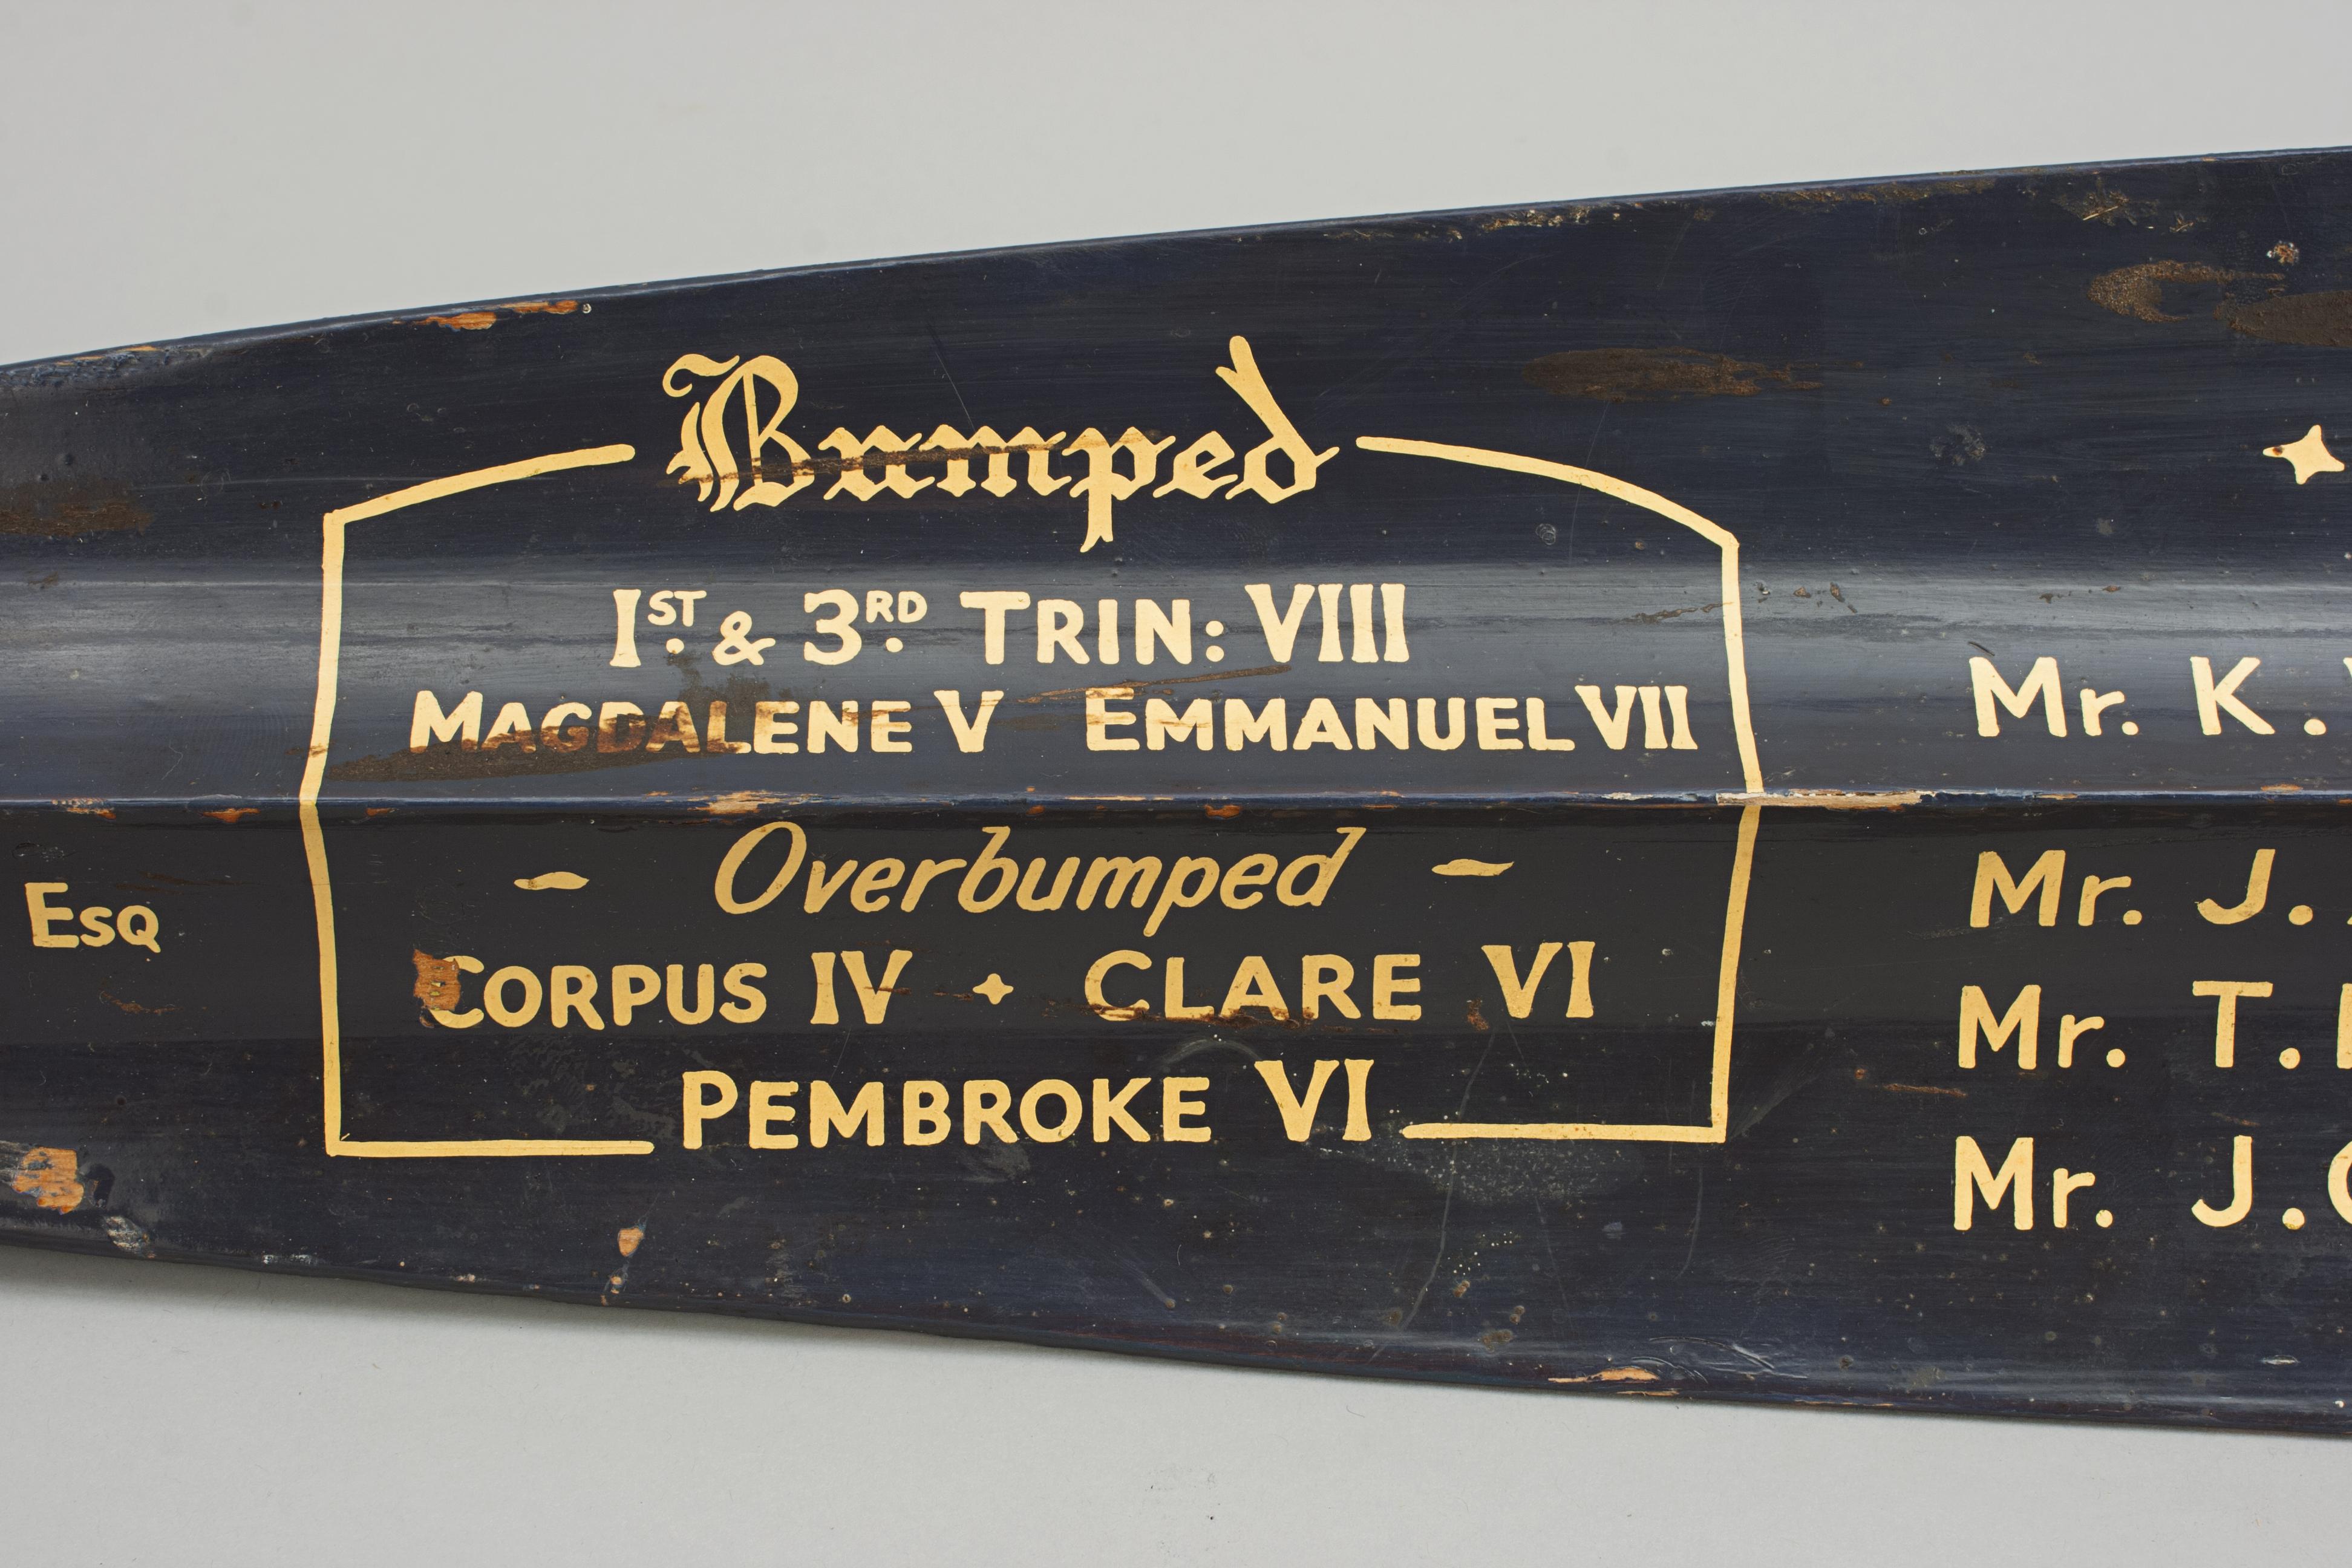 Bumped
1ST. & 3RD. TRIN: VIII
MAGDALENE V EMMANUEL VII
- Overbumped -
CORPUS IV ✦ CLARE VI
PEMBROKE VI
ESQ
Mr. K.
Mr. J.
Mr. T.
Mr. J.